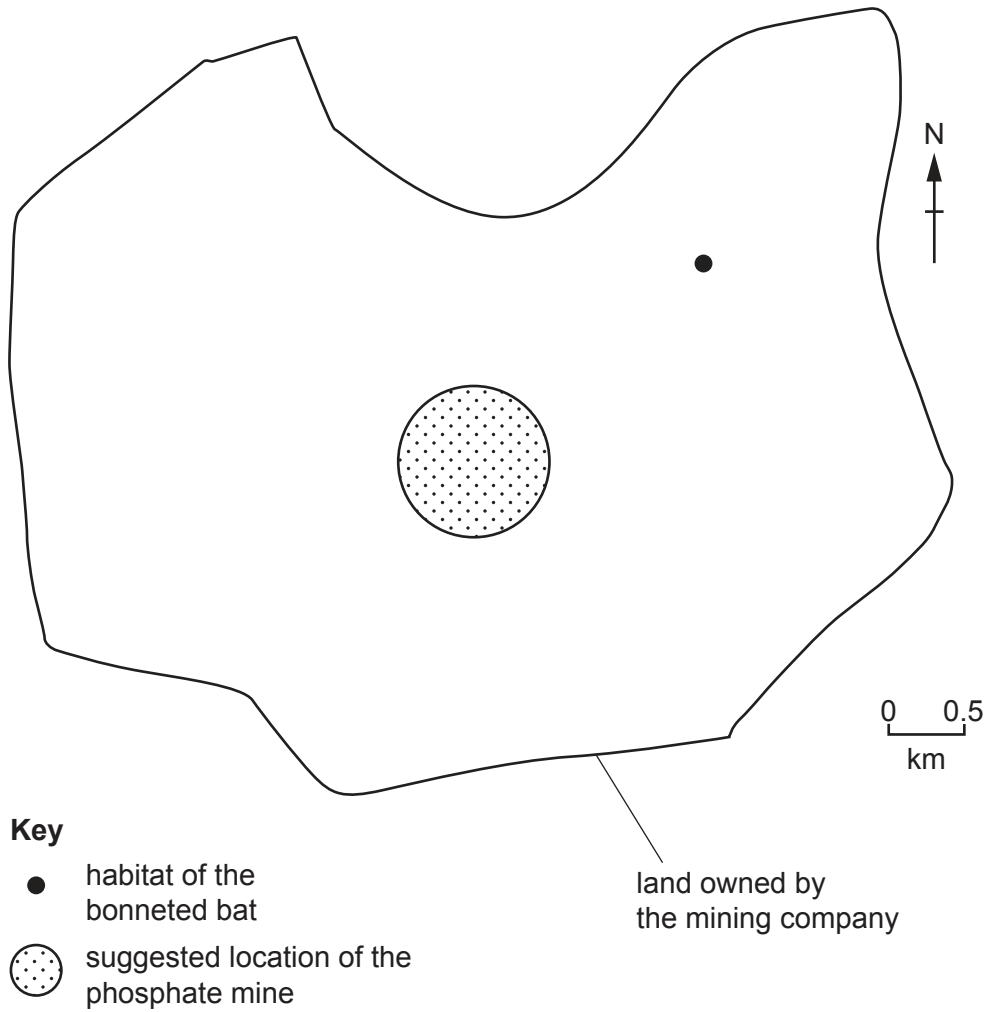 N
0 0.5
km
Key
habitat of the
bonneted bat
suggested location of the
phosphate mine
land owned by
the mining company